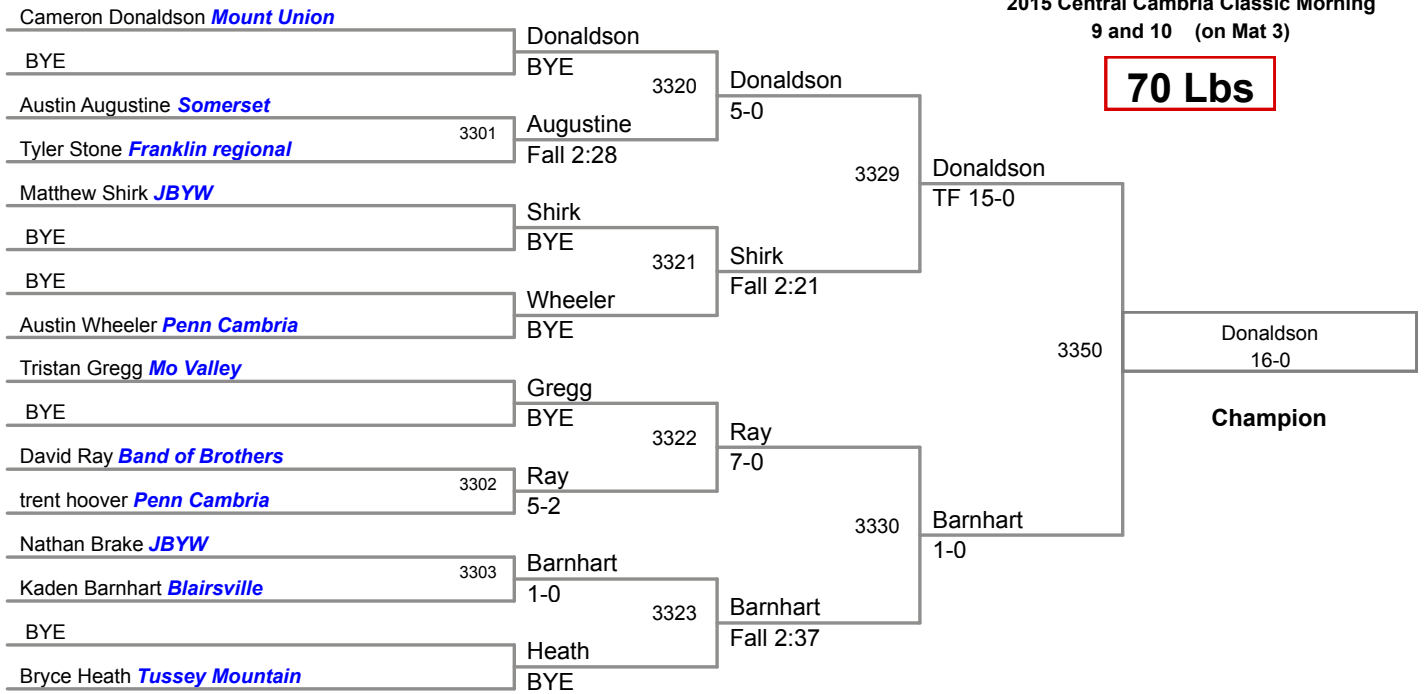 2015 Central Cambria Classic Morning
9 and 10 (on Mat 3)
70 Lbs
Cameron Donaldson Mount Union
BYE
Austin Augustine Somerset
3301
Tyler Stone Franklin regional
Matthew Shirk JBYW
BYE
BYE
Austin Wheeler Penn Cambria
Tristan Gregg Mo Valley
BYE
David Ray Band of Brothers
3302
trent hoover Penn Cambria
Nathan Brake JBYW
3303
Kaden Barnhart Blairsville
BYE
Bryce Heath Tussey Mountain
Donaldson
BYE
3320
Augustine
Fall 2:28
Shirk
BYE
3321
Wheeler
BYE
Gregg
BYE
3322
Ray
5-2
Barnhart
1-0
3323
Heath
BYE
Donaldson
5-0
3329
Shirk
Fall 2:21
Ray
7-0
3330
Barnhart
Fall 2:37
Donaldson
TF 15-0
3350
Barnhart
1-0
Donaldson
16-0
Champion